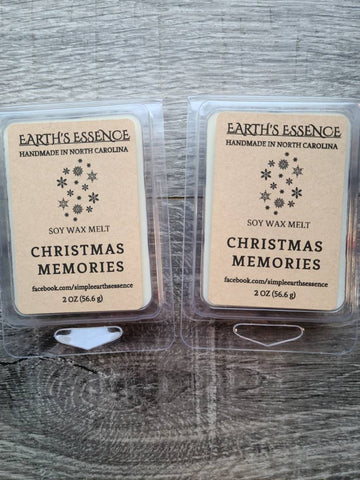 EARTH'S ESSENCE
HANDMADE IN NORTH CAROLINA
SOY WAX MELT
CHRISTMAS
MEMORIES
facebook.com/simpleearthsessence
2 OZ (56.6 g)
EARTH'S ESSENCE
HANDMADE IN NORTH CAROLINA
SOY WAX MELT
CHRISTMAS
MEMORIES
facebook.com/simpleearthsessence
2 OZ (56.6 g)